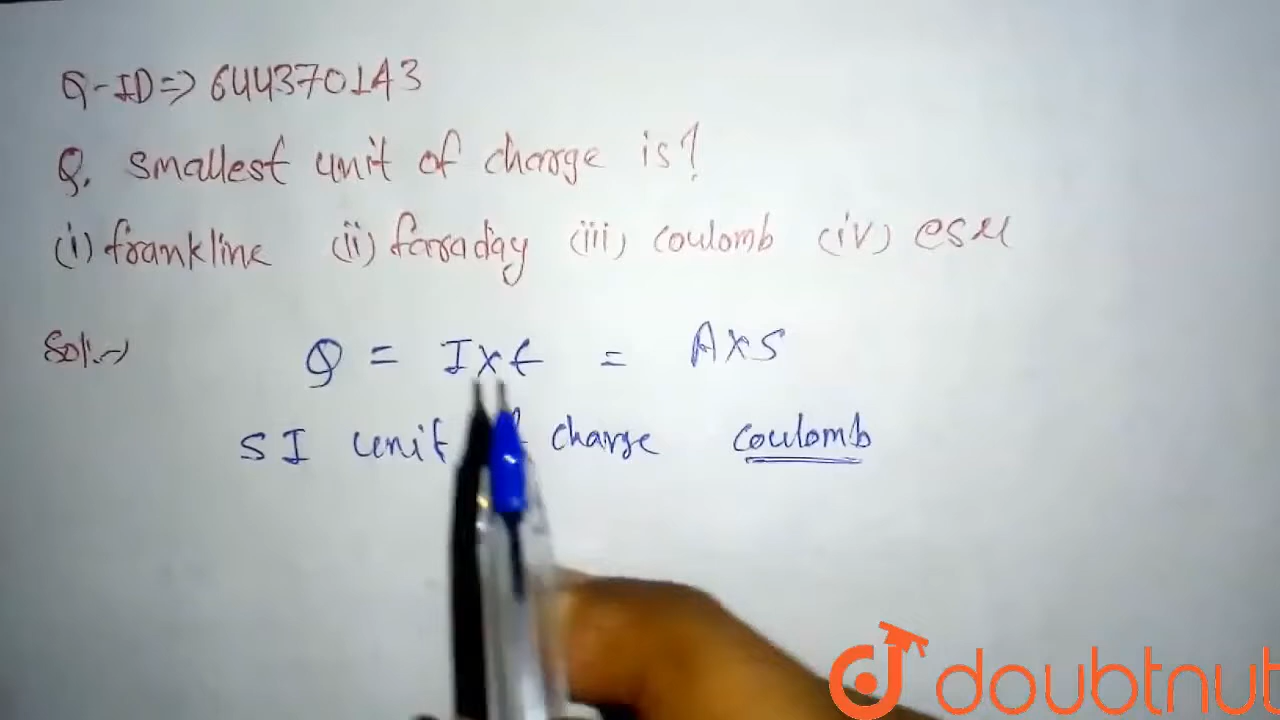 Q-ID=> 644370143
Q. smallest unit of charge is?
(i) frankline (ii) faraday (iii) coulomb (iv) esu
Sol:->
Q = I×t = A×S
SI unit charge coulomb
doubtnut